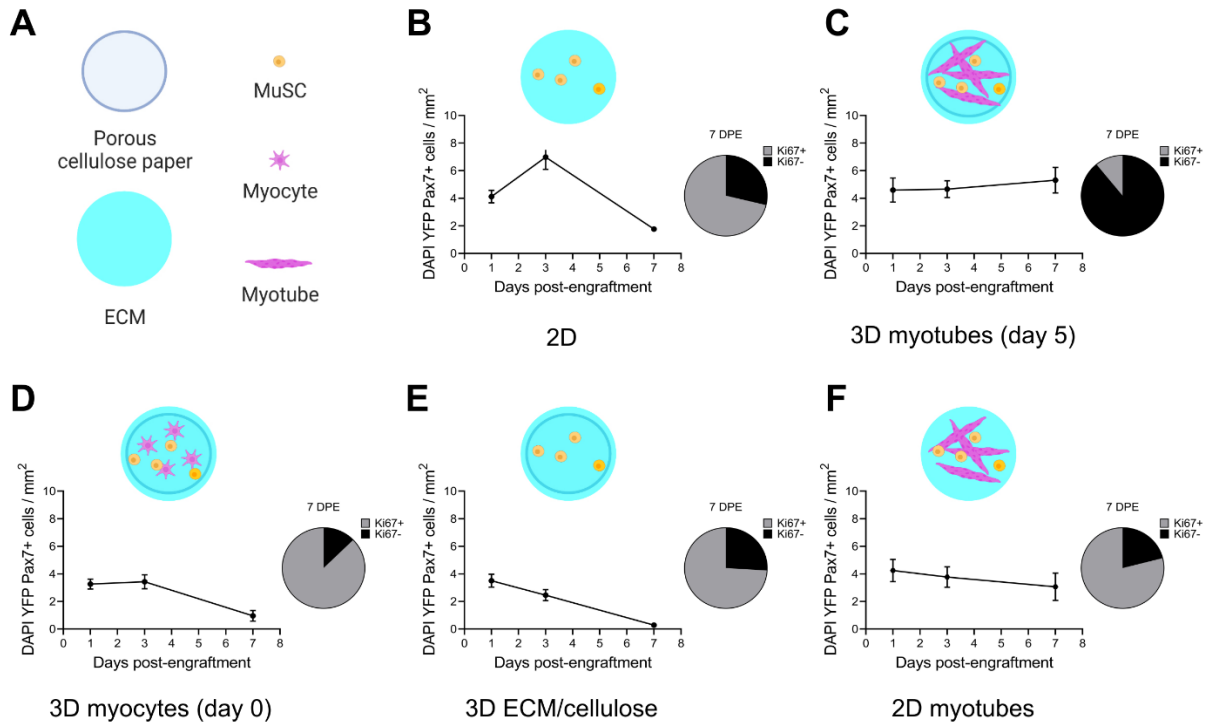 A
Porous
cellulose paper
ECM
MuSC
Myocyte
Myotube
B
DAPI YFP Pax7+ cells / mm²
10
8
6
4
2
0
0 1 2 3 4 5 6 7 8
Days post-engraftment
7 DPE
Ki67+
Ki67-
2D
C
DAPI YFP Pax7+ cells / mm²
10
8
6
4
2
0
0 1 2 3 4 5 6 7 8
Days post-engraftment
7 DPE
Ki67+
Ki67-
3D myotubes (day 5)
D
DAPI YFP Pax7+ cells / mm²
10
8
6
4
2
0
0 1 2 3 4 5 6 7 8
Days post-engraftment
7 DPE
Ki67+
Ki67-
3D myocytes (day 0)
E
DAPI YFP Pax7+ cells / mm²
10
8
6
4
2
0
0 1 2 3 4 5 6 7 8
Days post-engraftment
7 DPE
Ki67+
Ki67-
3D ECM/cellulose
F
DAPI YFP Pax7+ cells / mm²
10
8
6
4
2
0
0 1 2 3 4 5 6 7 8
Days post-engraftment
7 DPE
Ki67+
Ki67-
2D myotubes